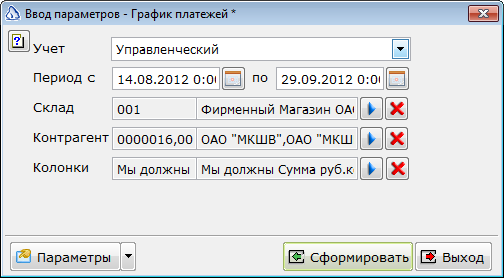 Ввод параметров - График платежей *
Учет Управленческий
Период с 14.08.2012 0:0 по 29.09.2012 0:0
Склад 001 Фирменный Магазин ОАО
Контрагент 0000016,00 ОАО "МКШВ",ОАО "МКШ
Колонки Мы должны Мы должны Сумма руб.к
Параметры Сформировать Выход